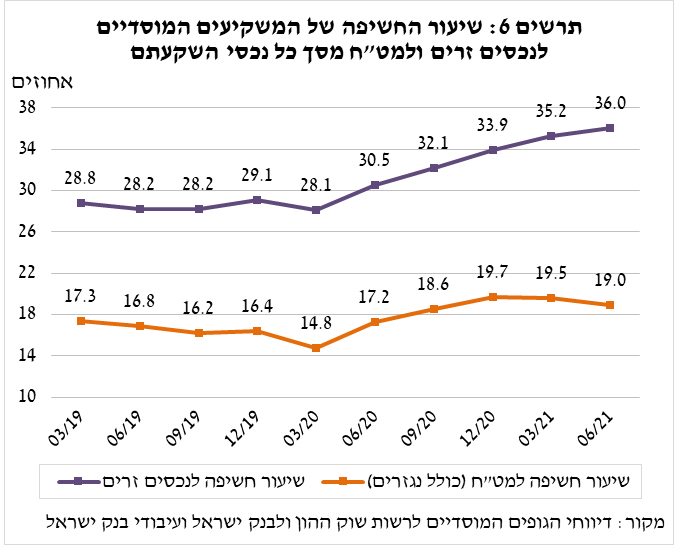 תרשים 6: שיעור החשיפה של המשקיעים המוסדיים
לנכסים זרים ולמט"ח מסך כל נכסי השקעתם
אחוזים
38
34
30
26
22
18
14
10
28.8 28.2 28.2 29.1 28.1 30.5 32.1 33.9 35.2 36.0
17.3 16.8 16.2 16.4 14.8 17.2 18.6 19.7 19.5 19.0
03/19 06/19 09/19 12/19 03/20 06/20 09/20 12/20 03/21 06/21
שיעור חשיפה לנכסים זרים
שיעור חשיפה למט"ח (כולל נגזרים)
מקור: דיווחי הגופים המוסדיים לרשות שוק ההון ולבנק ישראל ועיבודי בנק ישראל